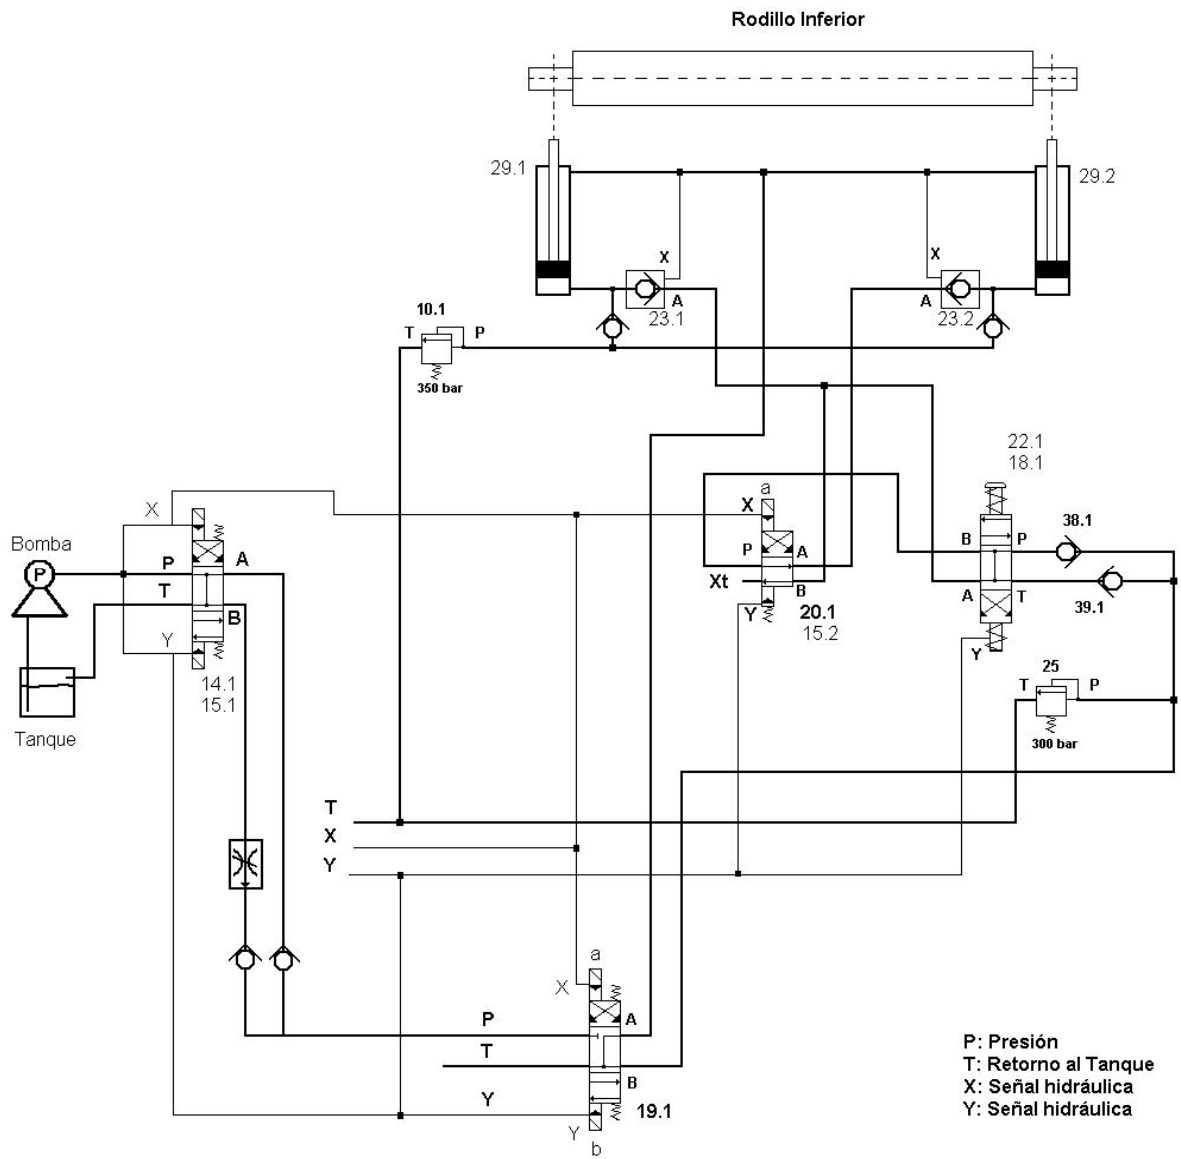 Rodillo Inferior
29.1
29.2
X
X
A
A
23.1
23.2
10.1
T
P
350 bar
22.1
18.1
a
X
X
38.1
Bomba
B
P
P
P
A
P
A
T
Xt
B
A
T
39.1
B
Y
20.1
15.2
Y
Y
14.1
15.1
25
T
P
Tanque
300 bar
T
X
Y
a
X
P
A
T
B
Y
19.1
Y
b
P: Presión
T: Retorno al Tanque
X: Señal hidráulica
Y: Señal hidráulica